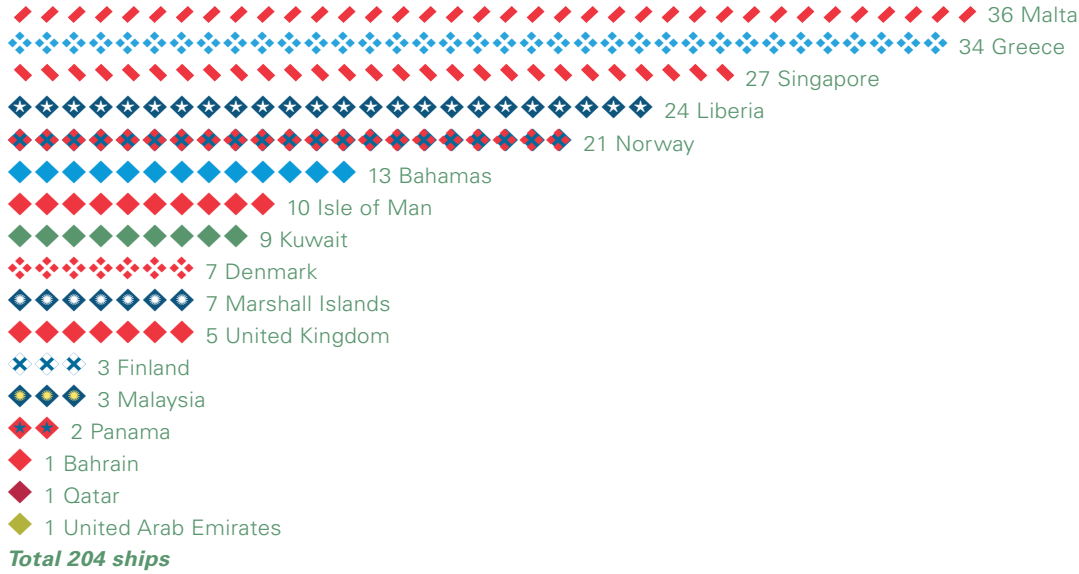 36 Malta
34 Greece
27 Singapore
24 Liberia
21 Norway
13 Bahamas
10 Isle of Man
9 Kuwait
7 Denmark
7 Marshall Islands
5 United Kingdom
3 Finland
3 Malaysia
2 Panama
1 Bahrain
1 Qatar
1 United Arab Emirates
Total 204 ships